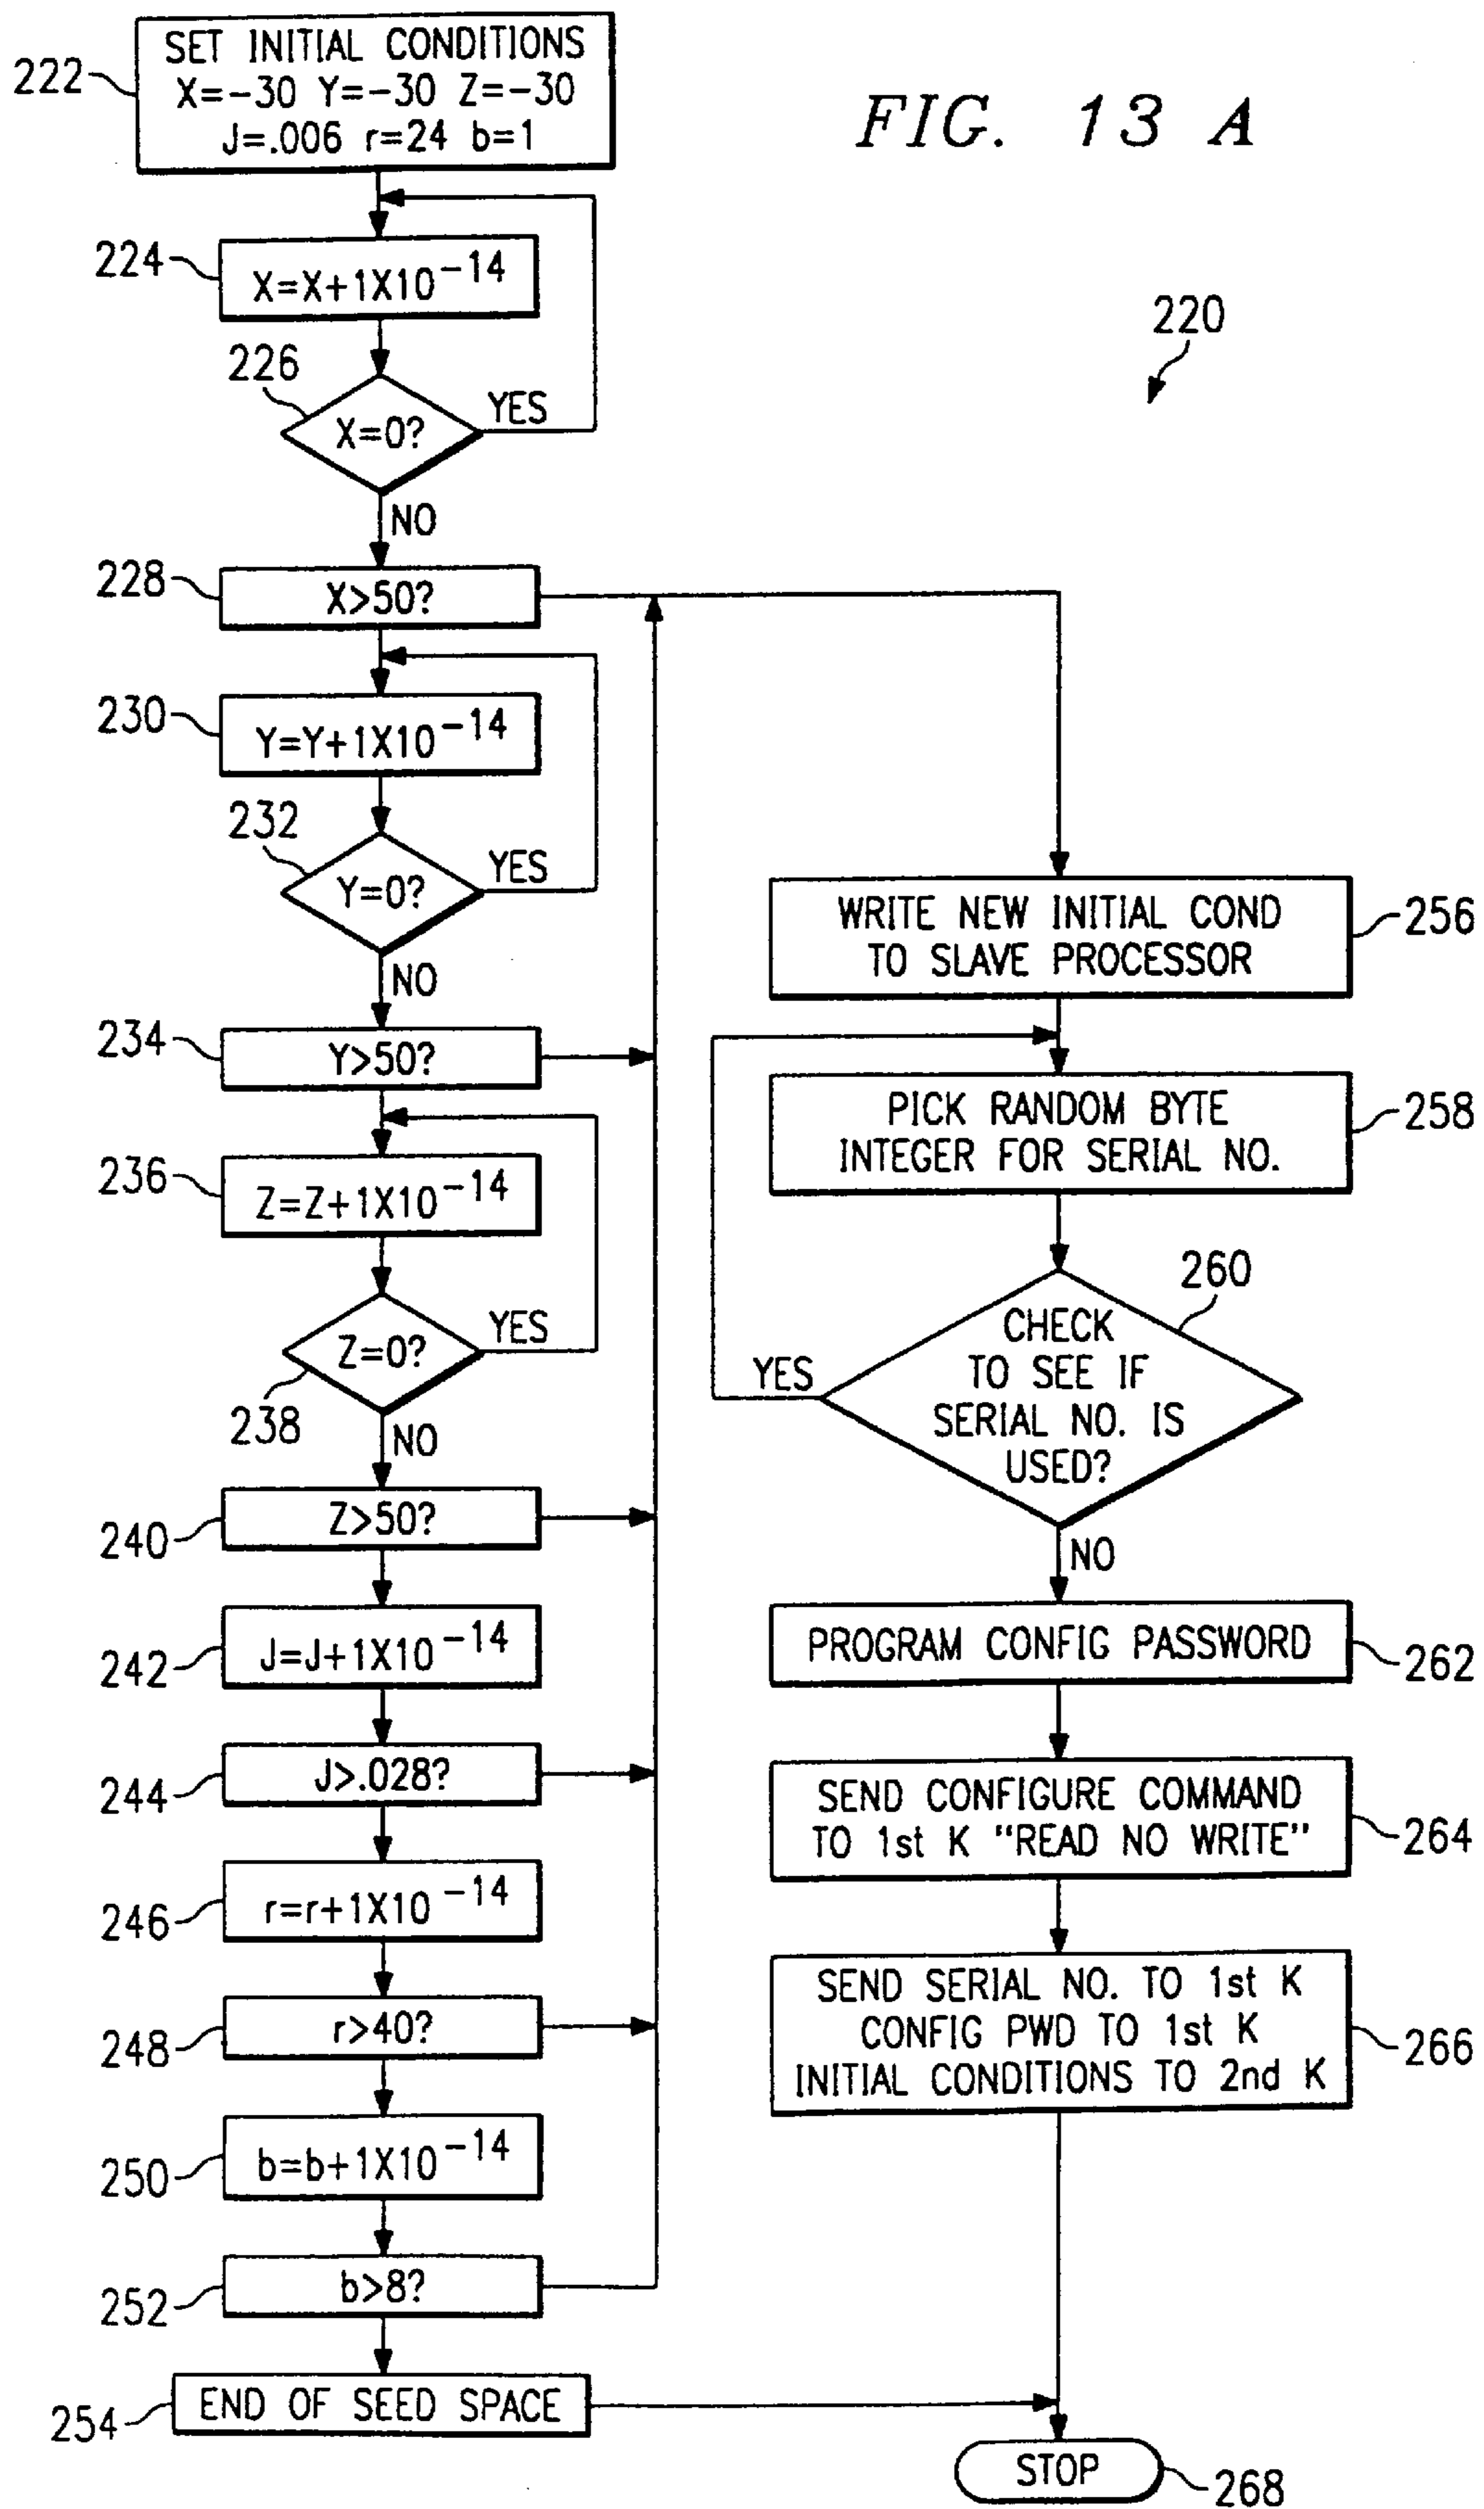 FIG. 13 A
220
222
SET INITIAL CONDITIONS
X=-30 Y=-30 Z=-30
J=.006 r=24 b=1
224
X=X+1X10^-14
226
X=0?
YES
NO
228
X>50?
230
Y=Y+1X10^-14
232
Y=0?
YES
NO
234
Y>50?
236
Z=Z+1X10^-14
Z=0?
YES
238
NO
240
Z>50?
242
J=J+1X10^-14
244
J>.028?
246
r=r+1X10^-14
248
r>40?
250
b=b+1X10^-14
252
b>8?
254
END OF SEED SPACE
WRITE NEW INITIAL COND
TO SLAVE PROCESSOR
256
PICK RANDOM BYTE
INTEGER FOR SERIAL NO.
258
260
CHECK
TO SEE IF
SERIAL NO. IS
USED?
YES
NO
PROGRAM CONFIG PASSWORD
262
SEND CONFIGURE COMMAND
TO 1st K "READ NO WRITE"
264
SEND SERIAL NO. TO 1st K
CONFIG PWD TO 1st K
INITIAL CONDITIONS TO 2nd K
266
STOP
268